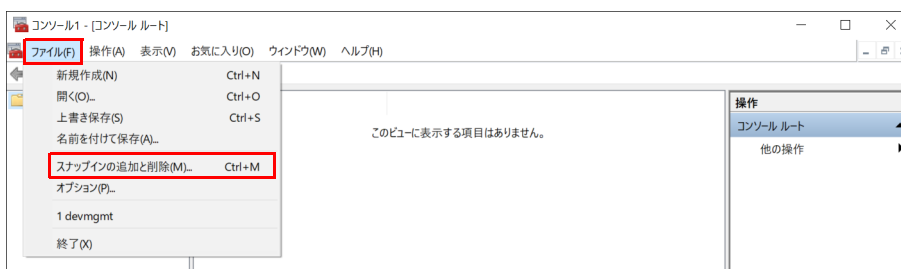 コンソール1 - [コンソール ルート]
ファイル(F) 操作(A) 表示(V) お気に入り(O) ウィンドウ(W) ヘルプ(H)
新規作成(N) Ctrl+N
開く(O)... Ctrl+O
上書き保存(S) Ctrl+S
名前を付けて保存(A)...
スナップインの追加と削除(M)... Ctrl+M
オプション(P)...
1 devmgmt
終了(X)
このビューに表示する項目はありません。
操作
コンソール ルート
他の操作